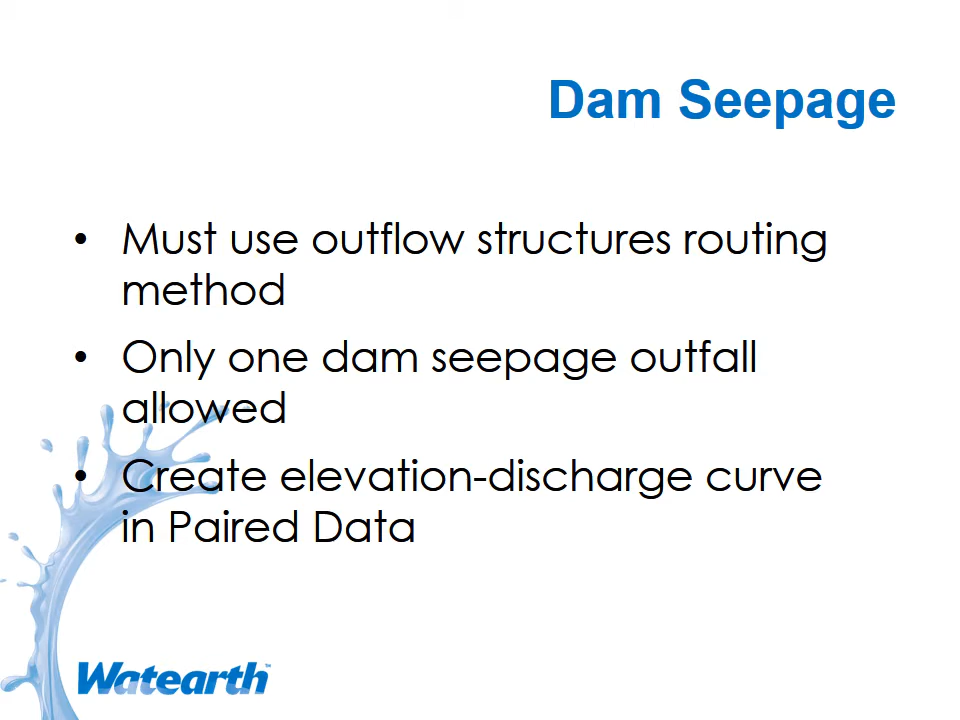 Dam Seepage
• Must use outflow structures routing
method
• Only one dam seepage outfall
allowed
• Create elevation-discharge curve
in Paired Data
Watearth™